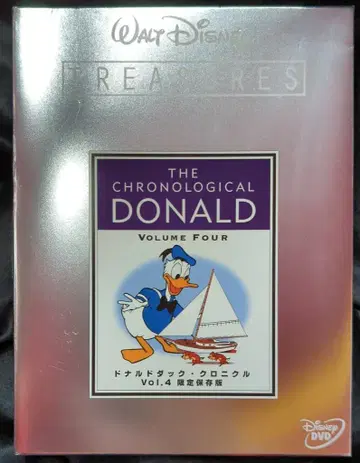 WALT DISNEY
TREASURES
THE
CHRONOLOGICAL
DONALD
VOLUME FOUR
ドナルドダック・クロニクル
Vol.4 限定保存版
DISNEY
DVD